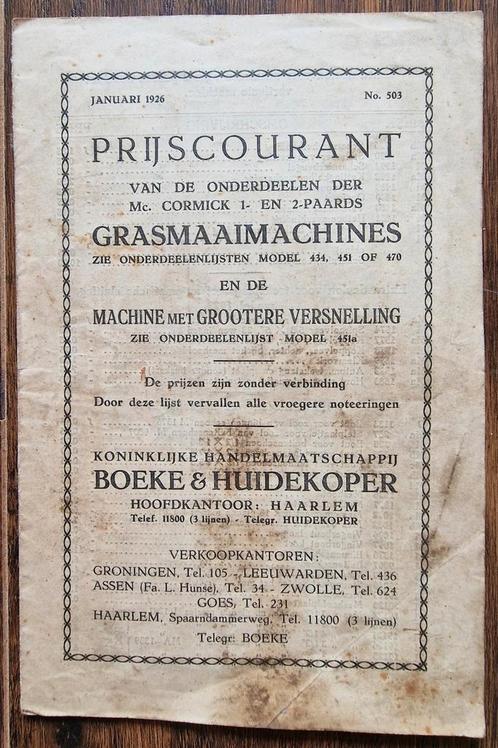 JANUARI 1926 No. 503
PRIJSCOURANT
VAN DE ONDERDEELEN DER
Mc. CORMICK 1- EN 2-PAARDS
GRASMAAIMACHINES
ZIE ONDERDEELENLIJSTEN MODEL 434, 451 OF 470
EN DE
MACHINE MET GROOTERE VERSNELLING
ZIE ONDERDEELENLIJST MODEL 451a
De prijzen zijn zonder verbinding
Door deze lijst vervallen alle vroegere noteeringen
KONINKLIJKE HANDELMAATSCHAPPIJ
BOEKE & HUIDEKOPER
HOOFDKANTOOR: HAARLEM
Telef. 11800 (3 lijnen) - Telegr. HUIDEKOPER
VERKOOPKANTOREN:
GRONINGEN, Tel. 105 - LEEUWARDEN, Tel. 436
ASSEN (Fa. L. Hunse), Tel. 34 - ZWOLLE, Tel. 624
GOES, Tel. 231
HAARLEM, Spaarndammerweg, Tel. 11800 (3 lijnen)
Telegr: BOEKE